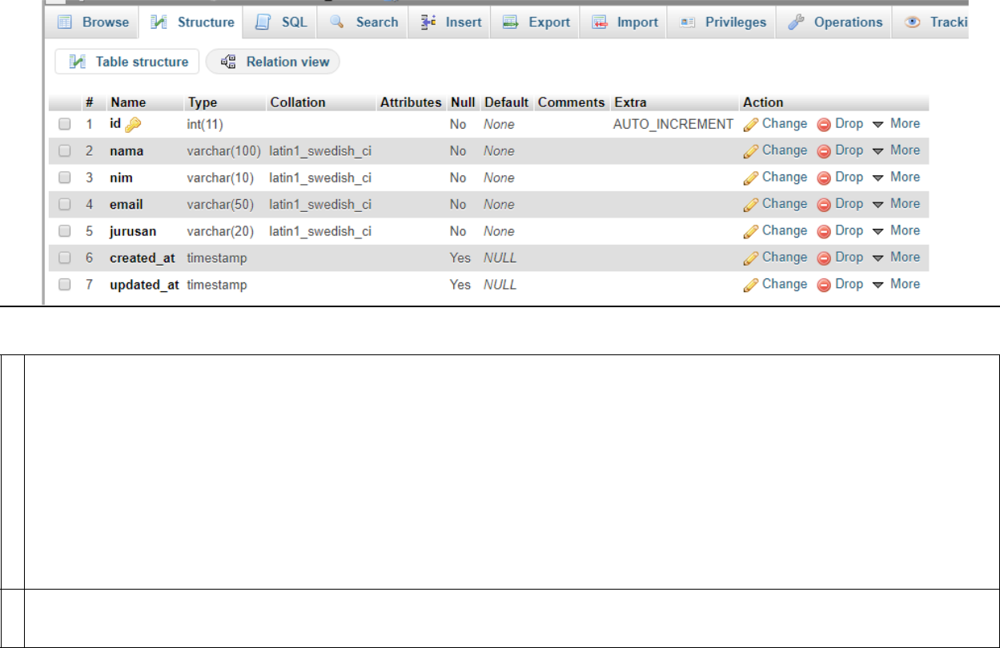 Browse Structure SQL Search Insert Export Import Privileges Operations Tracki
Table structure Relation view
# Name Type Collation Attributes Null Default Comments Extra Action
1 id int(11) No None AUTO_INCREMENT Change Drop More
2 nama varchar(100) latin1_swedish_ci No None Change Drop More
3 nim varchar(10) latin1_swedish_ci No None Change Drop More
4 email varchar(50) latin1_swedish_ci No None Change Drop More
5 jurusan varchar(20) latin1_swedish_ci No None Change Drop More
6 created_at timestamp Yes NULL Change Drop More
7 updated_at timestamp Yes NULL Change Drop More